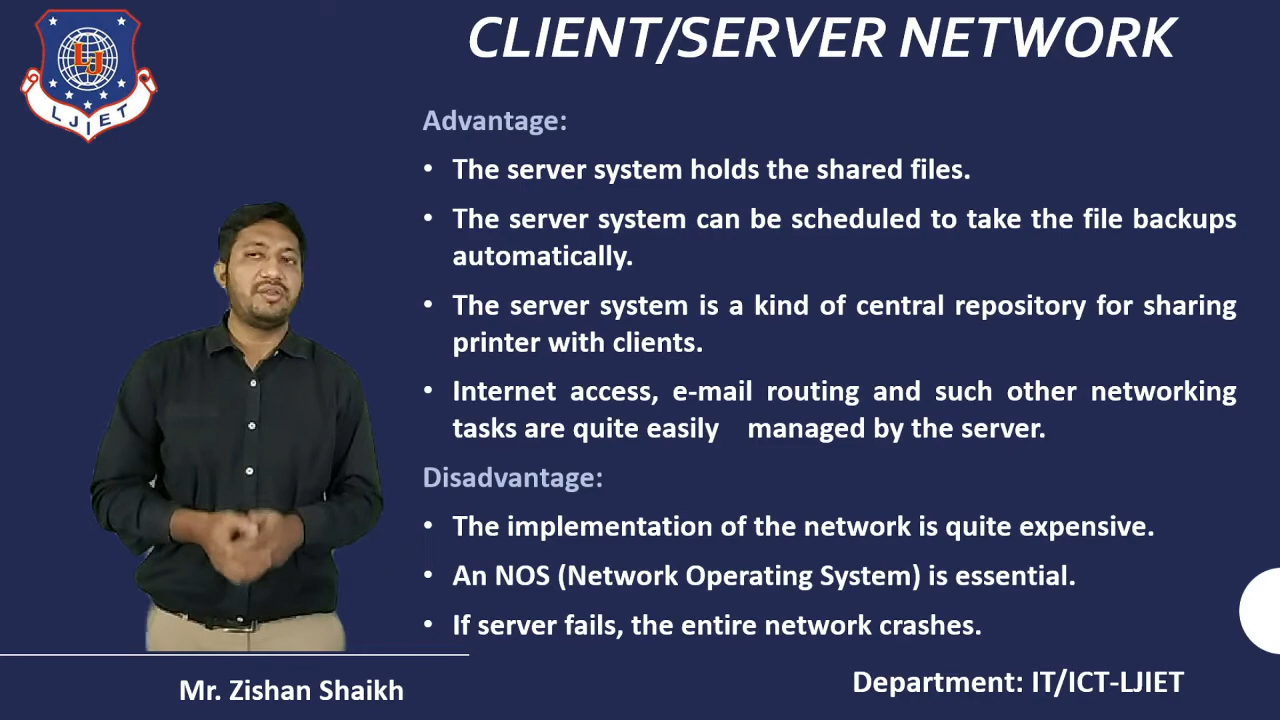 CLIENT/SERVER NETWORK
LJ
LJIET
Advantage:
• The server system holds the shared files.
• The server system can be scheduled to take the file backups
automatically.
• The server system is a kind of central repository for sharing
printer with clients.
• Internet access, e-mail routing and such other networking
tasks are quite easily managed by the server.
Disadvantage:
• The implementation of the network is quite expensive.
• An NOS (Network Operating System) is essential.
• If server fails, the entire network crashes.
Mr. Zishan Shaikh
Department: IT/ICT-LJIET